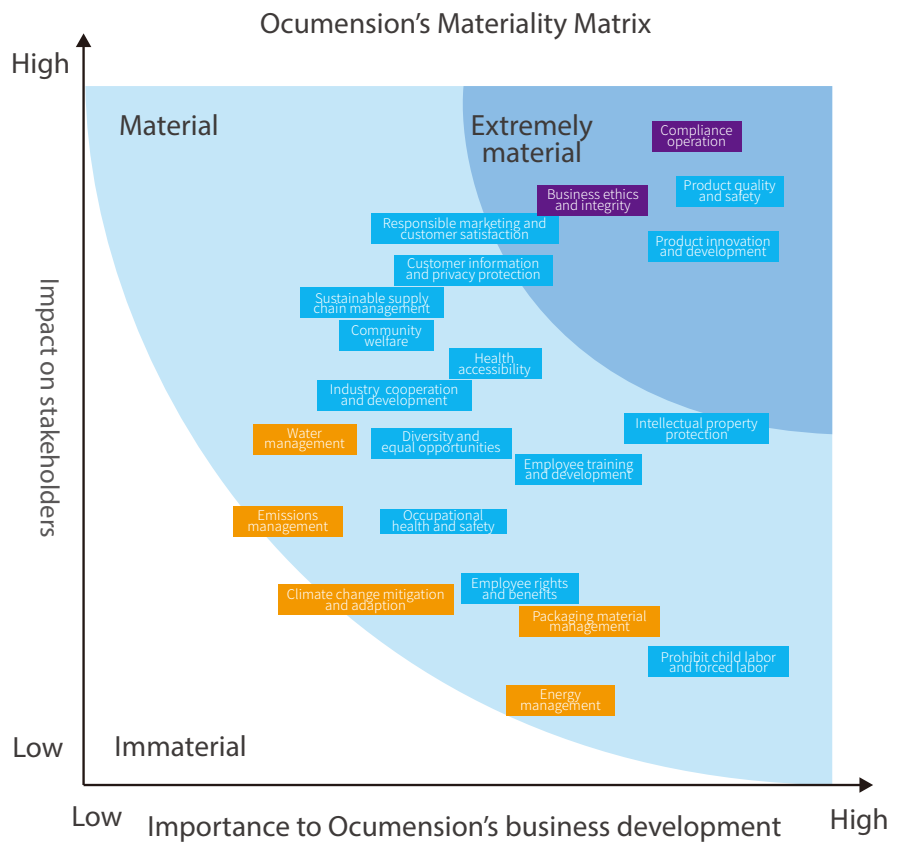 Ocumension’s Materiality Matrix
High
Material
Extremely
material
Compliance
operation
Product quality
and safety
Business ethics
and integrity
Responsible marketing and
customer satisfaction
Product innovation
and development
Customer information
and privacy protection
Sustainable supply
chain management
Community
welfare
Health
accessibility
Industry cooperation
and development
Impact on stakeholders
Intellectual property
protection
Water
management
Diversity and
equal opportunities
Employee training
and development
Emissions
management
Occupational
health and safety
Employee rights
and benefits
Climate change mitigation
and adaption
Packaging material
management
Prohibit child labor
and forced labor
Energy
management
Low
Immaterial
Low
Importance to Ocumension’s business development
High